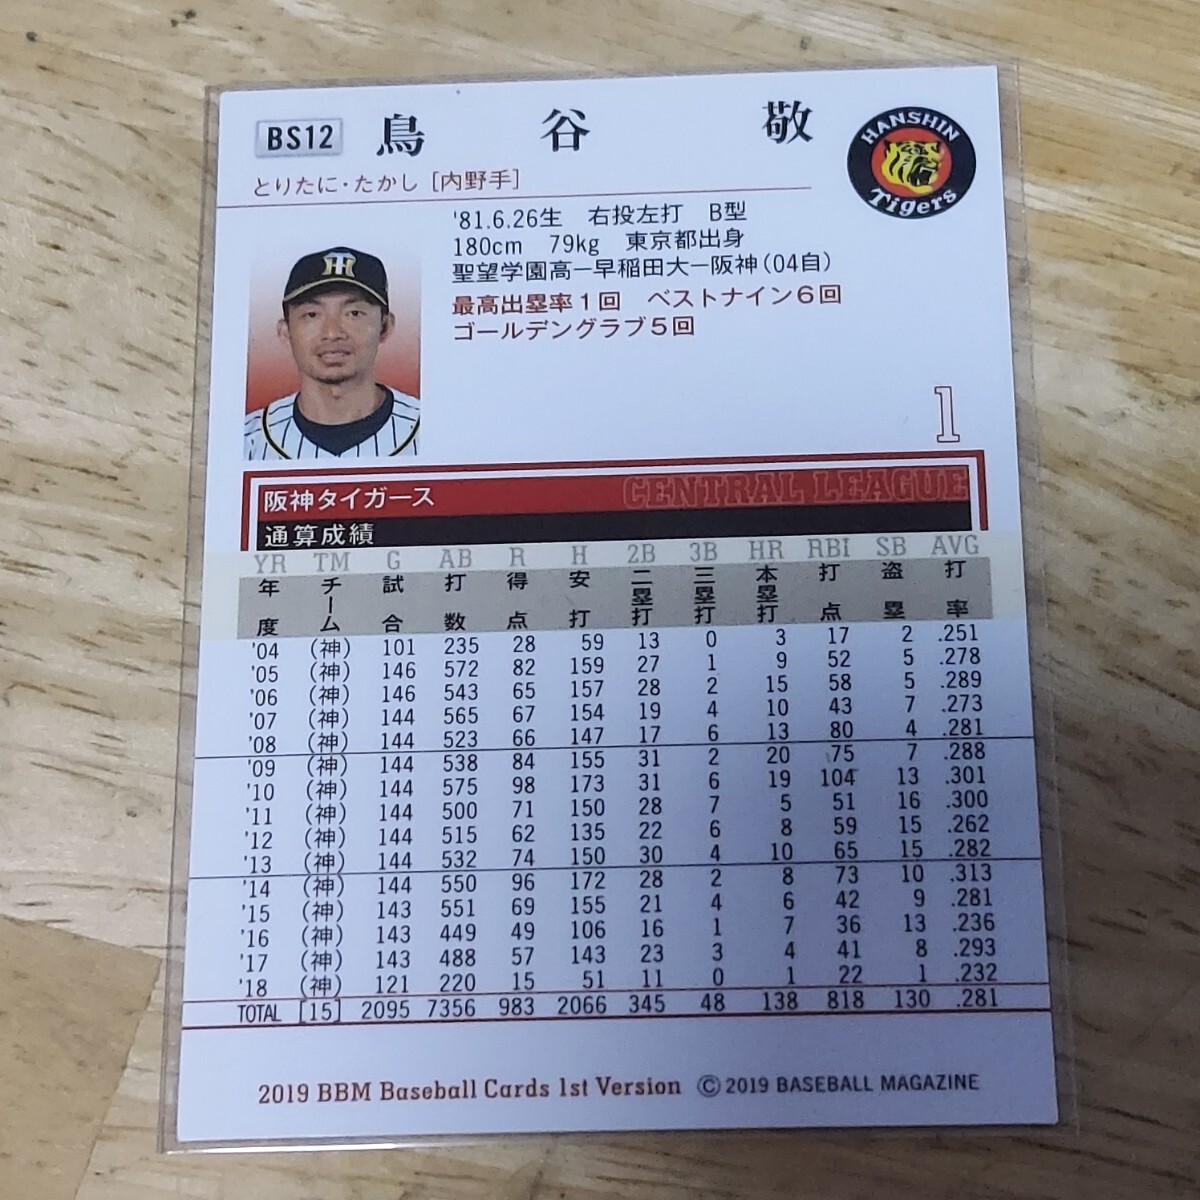 BS12 鳥谷 敬
HANSHIN Tigers
とりたに・たかし [内野手]
'81.6.26生 右投左打 B型
180cm 79kg 東京都出身
聖望学園高ー早稲田大ー阪神(04自)
最高出塁率1回 ベストナイン6回
ゴールデングラブ5回
1
阪神タイガース CENTRAL LEAGUE
通算成績
YR TM G AB R H 2B 3B HR RBI SB AVG
年度 チーム 試合 打数 得点 安打 二塁打 三塁打 本塁打 打点 盗塁 打率
'04 (神) 101 235 28 59 13 0 3 17 2 .251
'05 (神) 146 572 82 159 27 1 9 52 5 .278
'06 (神) 146 543 65 157 28 2 15 58 5 .289
'07 (神) 144 565 67 154 19 4 10 43 7 .273
'08 (神) 144 523 66 147 17 6 13 80 4 .281
'09 (神) 144 538 84 155 31 2 20 75 7 .288
'10 (神) 144 575 98 173 31 6 19 104 13 .301
'11 (神) 144 500 71 150 28 7 5 51 16 .300
'12 (神) 144 515 62 135 22 6 8 59 15 .262
'13 (神) 144 532 74 150 30 4 10 65 15 .282
'14 (神) 144 550 96 172 28 2 8 73 10 .313
'15 (神) 143 551 69 155 21 4 6 42 9 .281
'16 (神) 143 449 49 106 16 1 7 36 13 .236
'17 (神) 143 488 57 143 23 3 4 41 8 .293
'18 (神) 121 220 15 51 11 0 1 22 1 .232
TOTAL [15] 2095 7356 983 2066 345 48 138 818 130 .281
2019 BBM Baseball Cards 1st Version © 2019 BASEBALL MAGAZINE